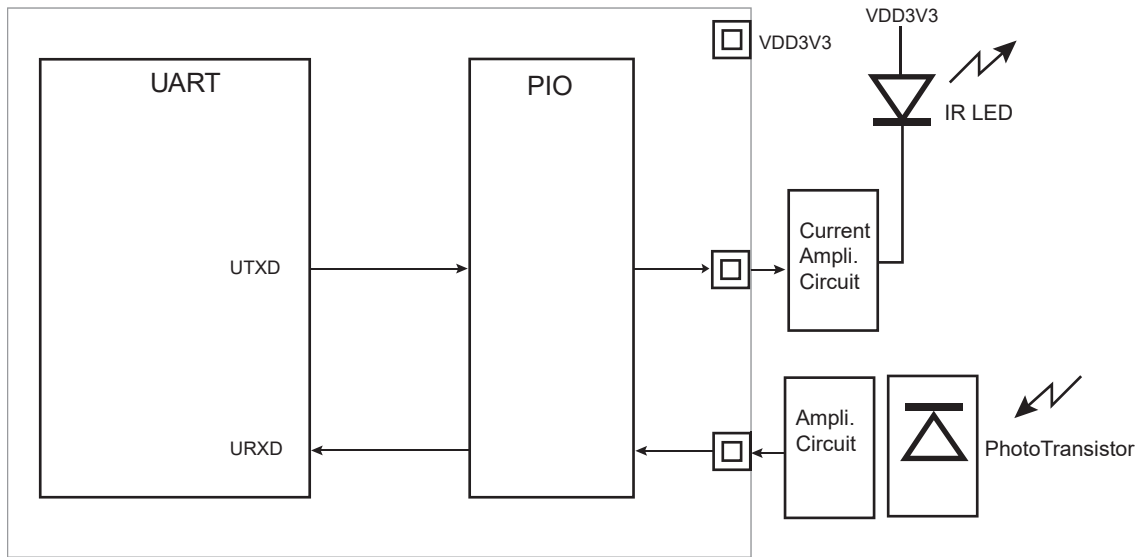 VDD3V3
VDD3V3
UART
PIO
IR LED
UTXD
Current
Ampli.
Circuit
URXD
Ampli.
Circuit
PhotoTransistor